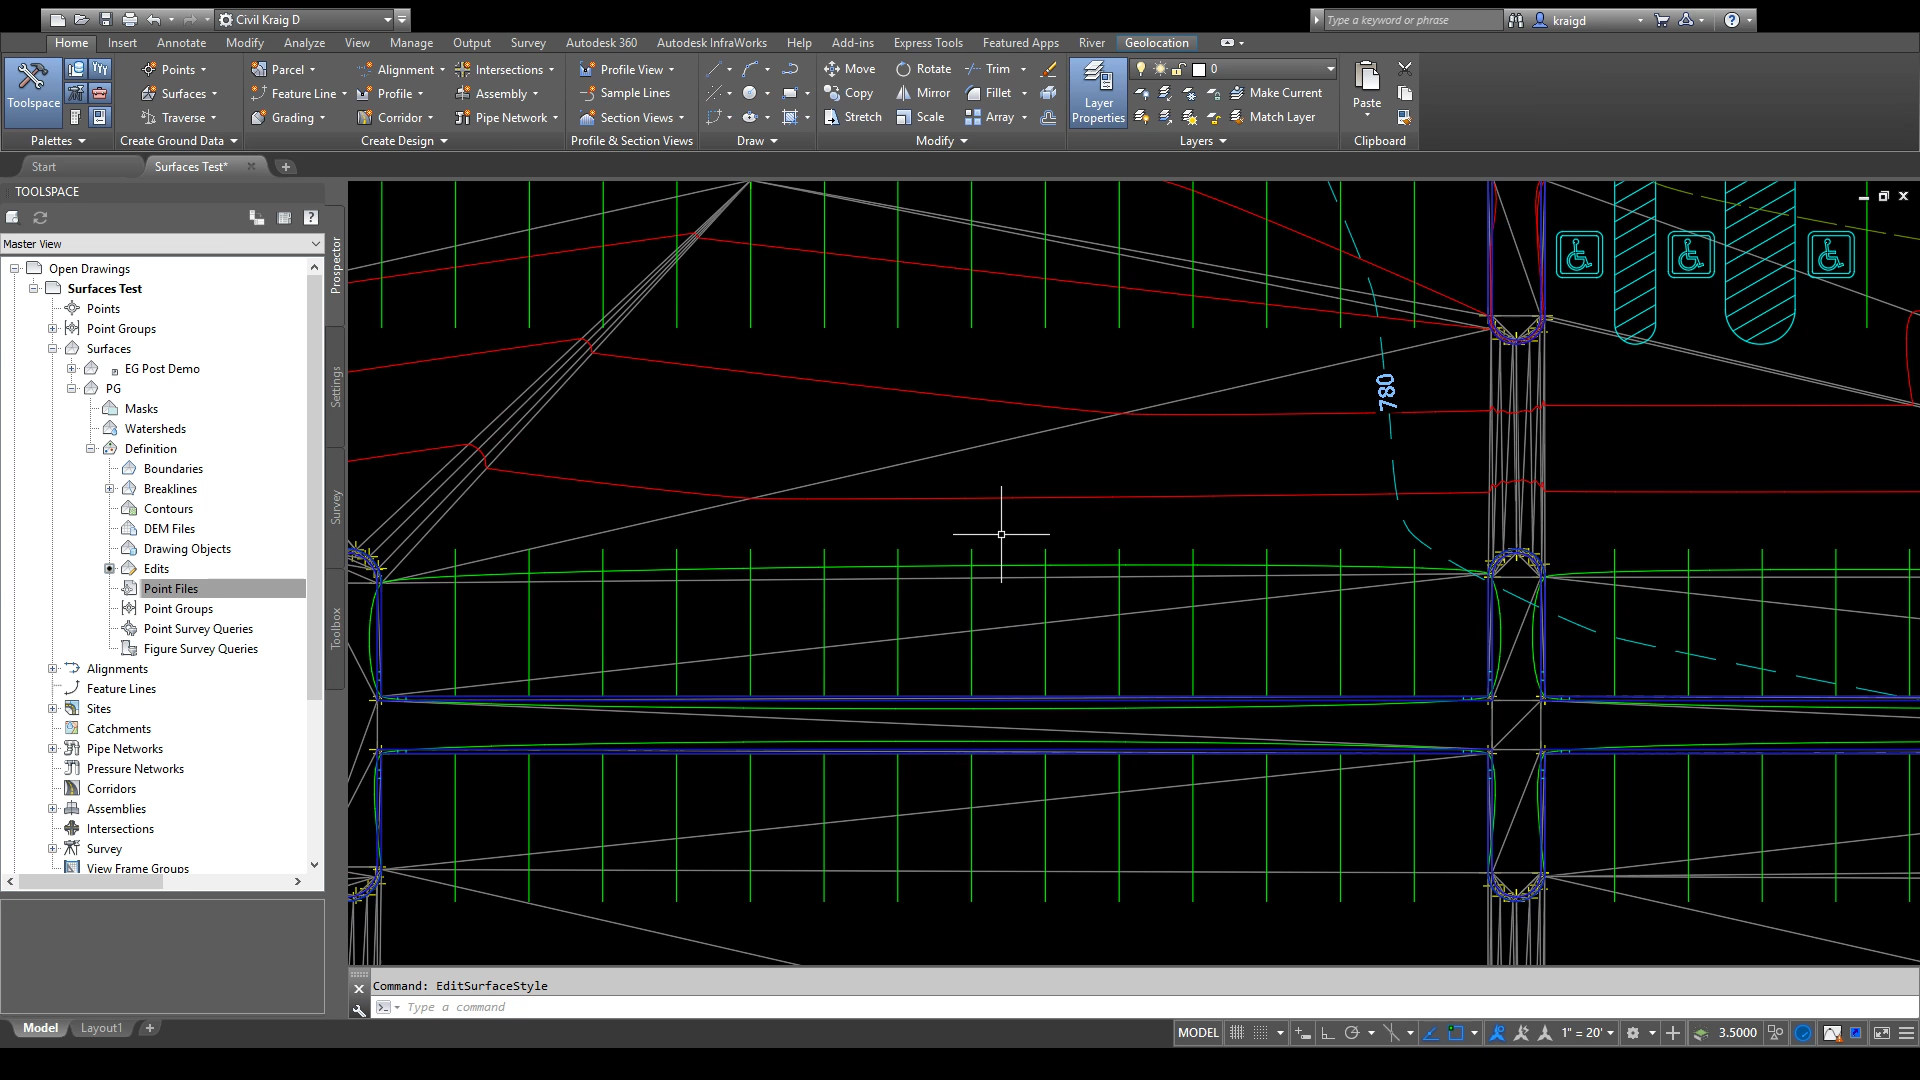 Civil Kraig D
Type a keyword or phrase
kraigd
Home Insert Annotate Modify Analyze View Manage Output Survey Autodesk 360 Autodesk InfraWorks Help Add-ins Express Tools Featured Apps River Geolocation
Toolspace
Palettes
Points
Surfaces
Traverse
Create Ground Data
Parcel
Feature Line
Grading
Alignment
Profile
Corridor
Intersections
Assembly
Pipe Network
Create Design
Profile View
Sample Lines
Section Views
Profile & Section Views
Draw
Move
Copy
Stretch
Rotate
Mirror
Scale
Trim
Fillet
Array
Modify
Layer
Properties
0
Make Current
Match Layer
Layers
Paste
Clipboard
Start
Surfaces Test*
TOOLSPACE
Master View
Open Drawings
Surfaces Test
Points
Point Groups
Surfaces
EG Post Demo
PG
Masks
Watersheds
Definition
Boundaries
Breaklines
Contours
DEM Files
Drawing Objects
Edits
Point Files
Point Groups
Point Survey Queries
Figure Survey Queries
Alignments
Feature Lines
Sites
Catchments
Pipe Networks
Pressure Networks
Corridors
Assemblies
Intersections
Survey
View Frame Groups
Prospector
Settings
Survey
Toolbox
780
Command: EditSurfaceStyle
Type a command
Model Layout1
MODEL
1" = 20'
3.5000